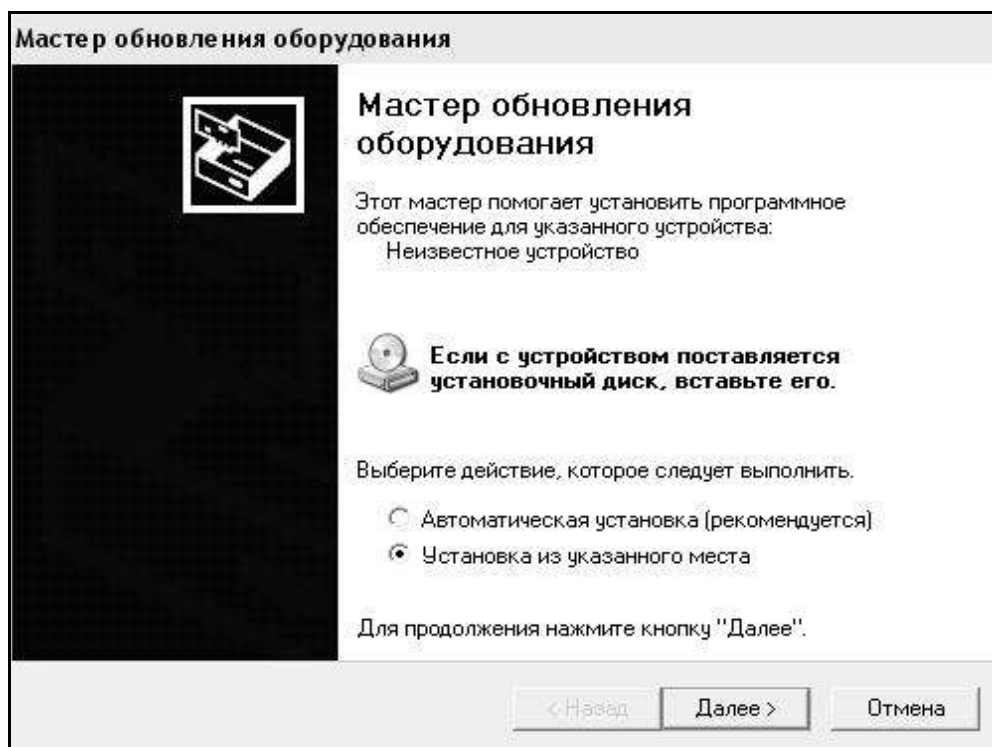 Мастер обновления оборудования
Мастер обновления
оборудования
Этот мастер помогает установить программное
обеспечение для указанного устройства:
Неизвестное устройство
Если с устройством поставляется
установочный диск, вставьте его.
Выберите действие, которое следует выполнить.
Автоматическая установка (рекомендуется)
Установка из указанного места
Для продолжения нажмите кнопку "Далее".
< Назад Далее > Отмена